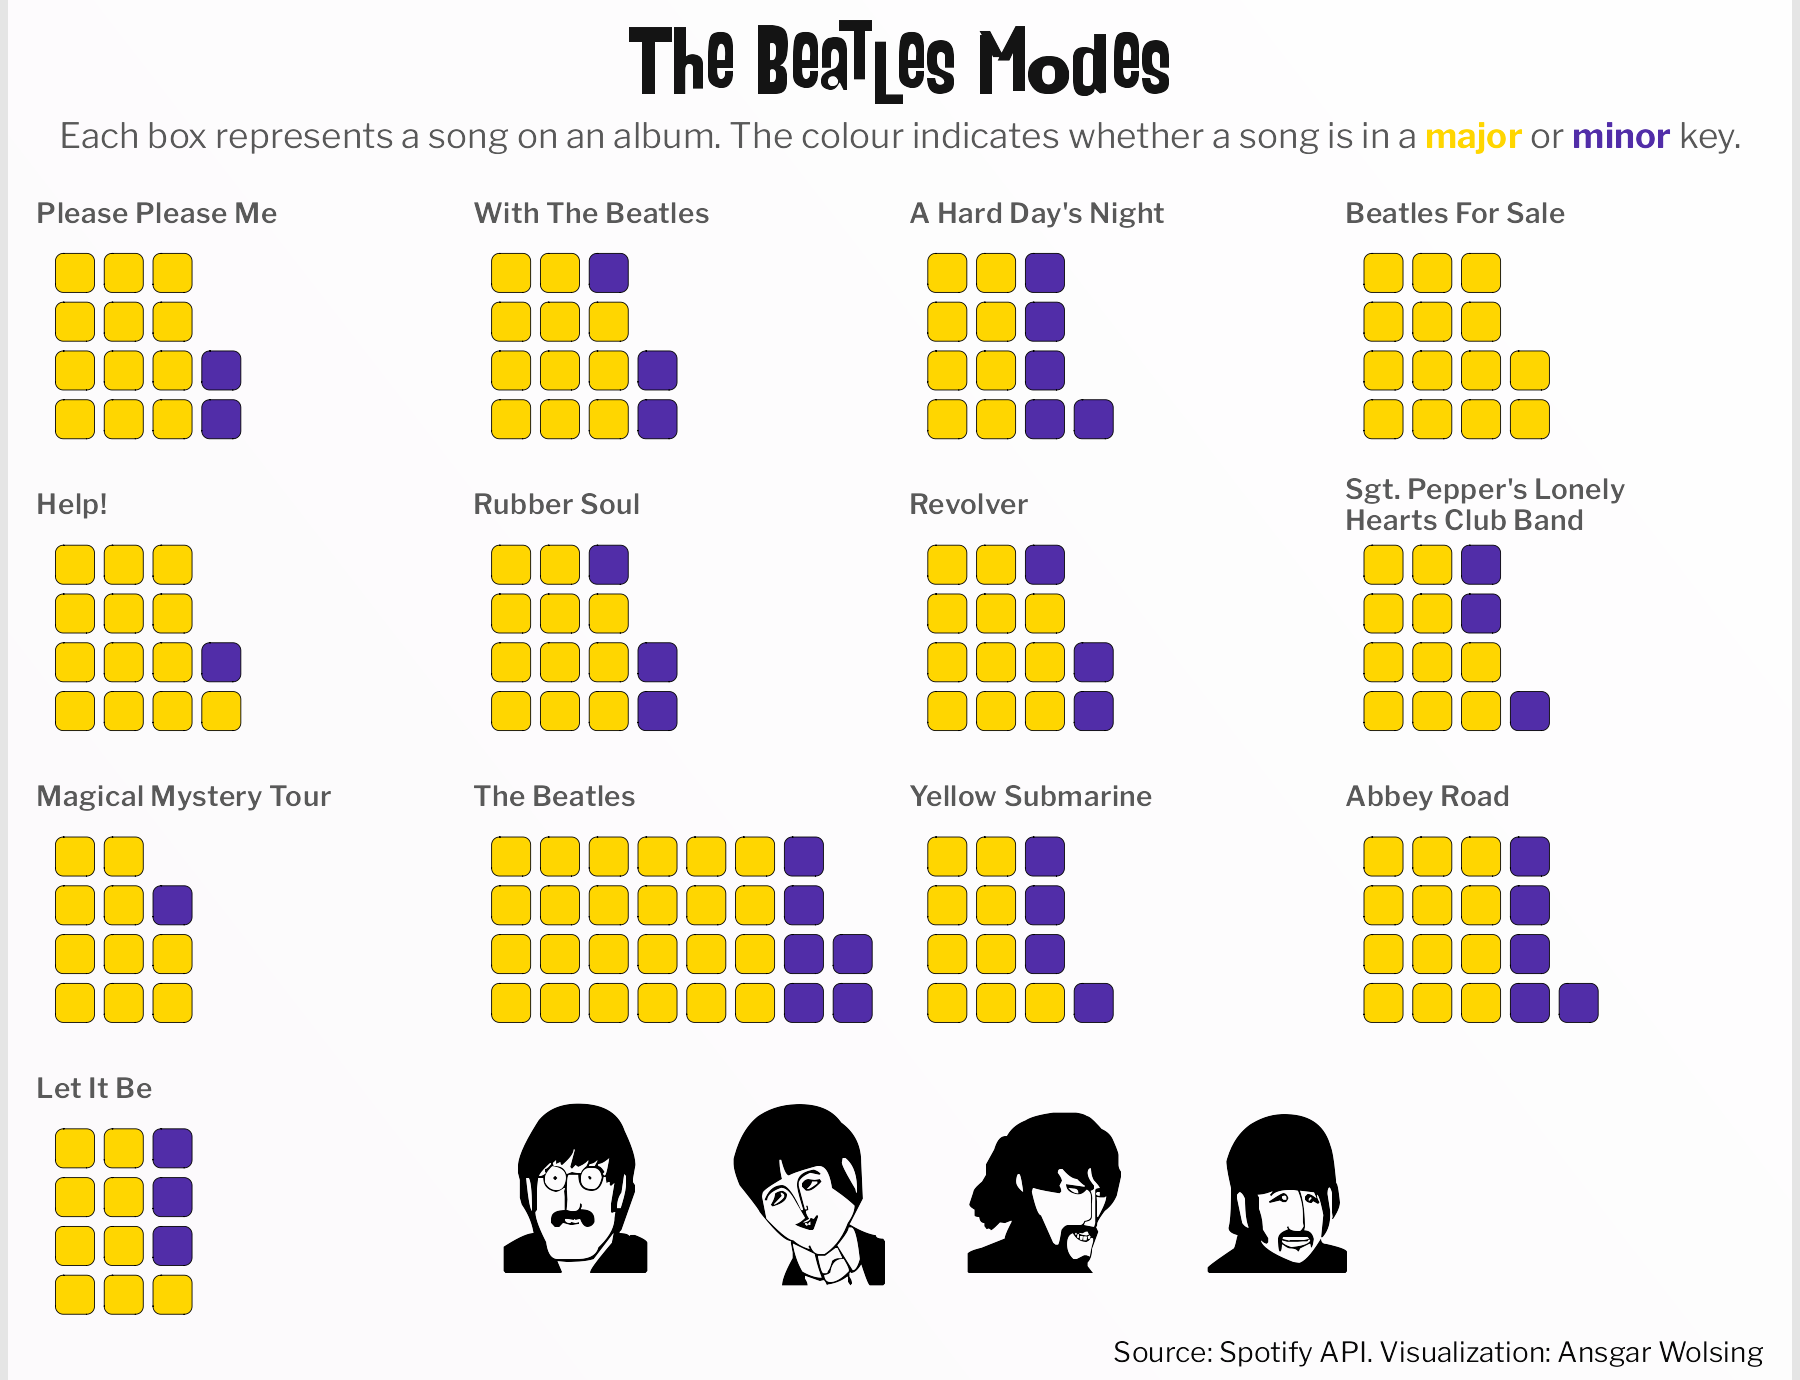 The Beatles Modes
Each box represents a song on an album. The colour indicates whether a song is in a major or minor key.
Please Please Me
With The Beatles
A Hard Day's Night
Beatles For Sale
Help!
Rubber Soul
Revolver
Sgt. Pepper's Lonely
Hearts Club Band
Magical Mystery Tour
The Beatles
Yellow Submarine
Abbey Road
Let It Be
Source: Spotify API. Visualization: Ansgar Wolsing